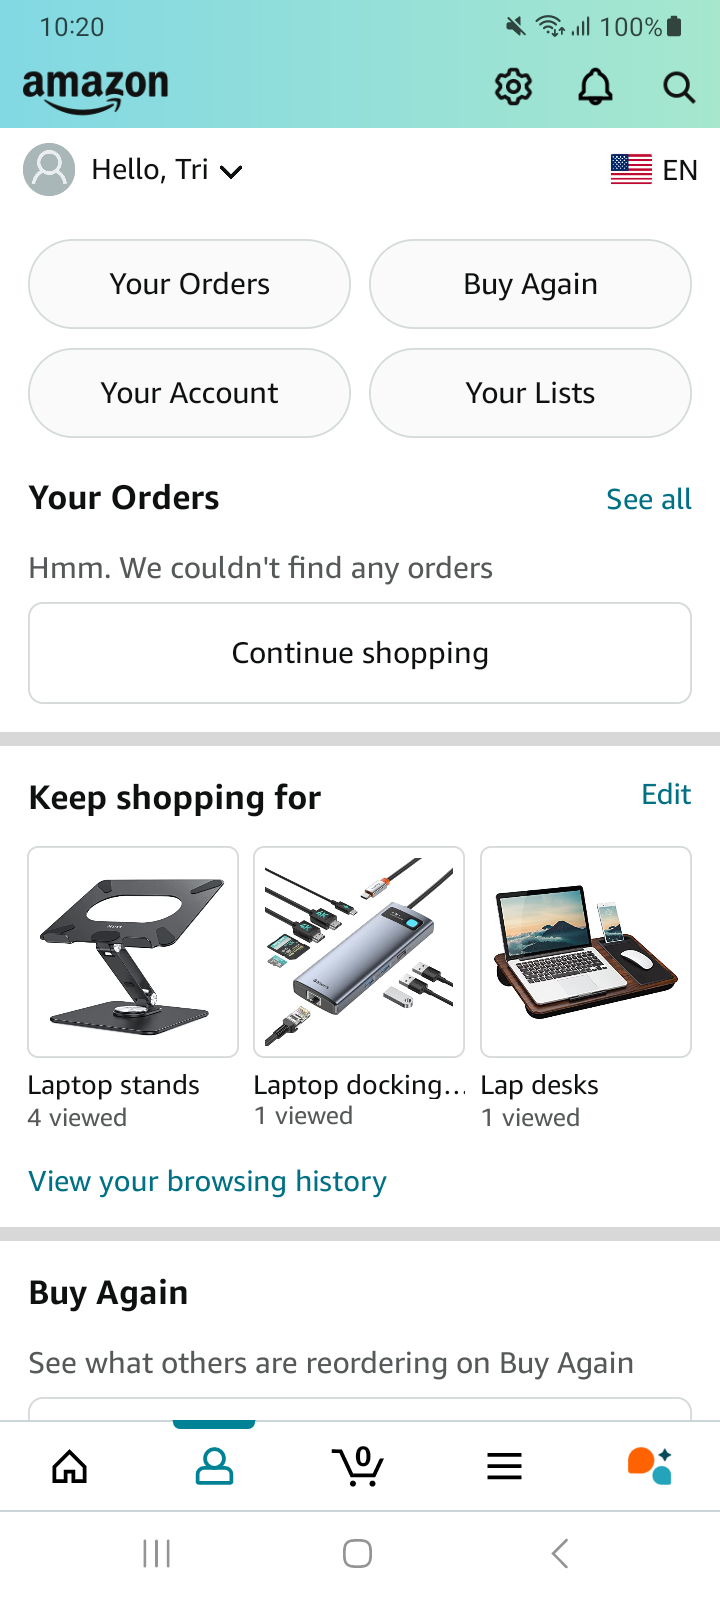 10:20
100%
amazon
Hello, Tri
EN
Your Orders
Buy Again
Your Account
Your Lists
Your Orders
See all
Hmm. We couldn't find any orders
Continue shopping
Keep shopping for
Edit
Laptop stands
4 viewed
Laptop docking...
1 viewed
Lap desks
1 viewed
View your browsing history
Buy Again
See what others are reordering on Buy Again
0